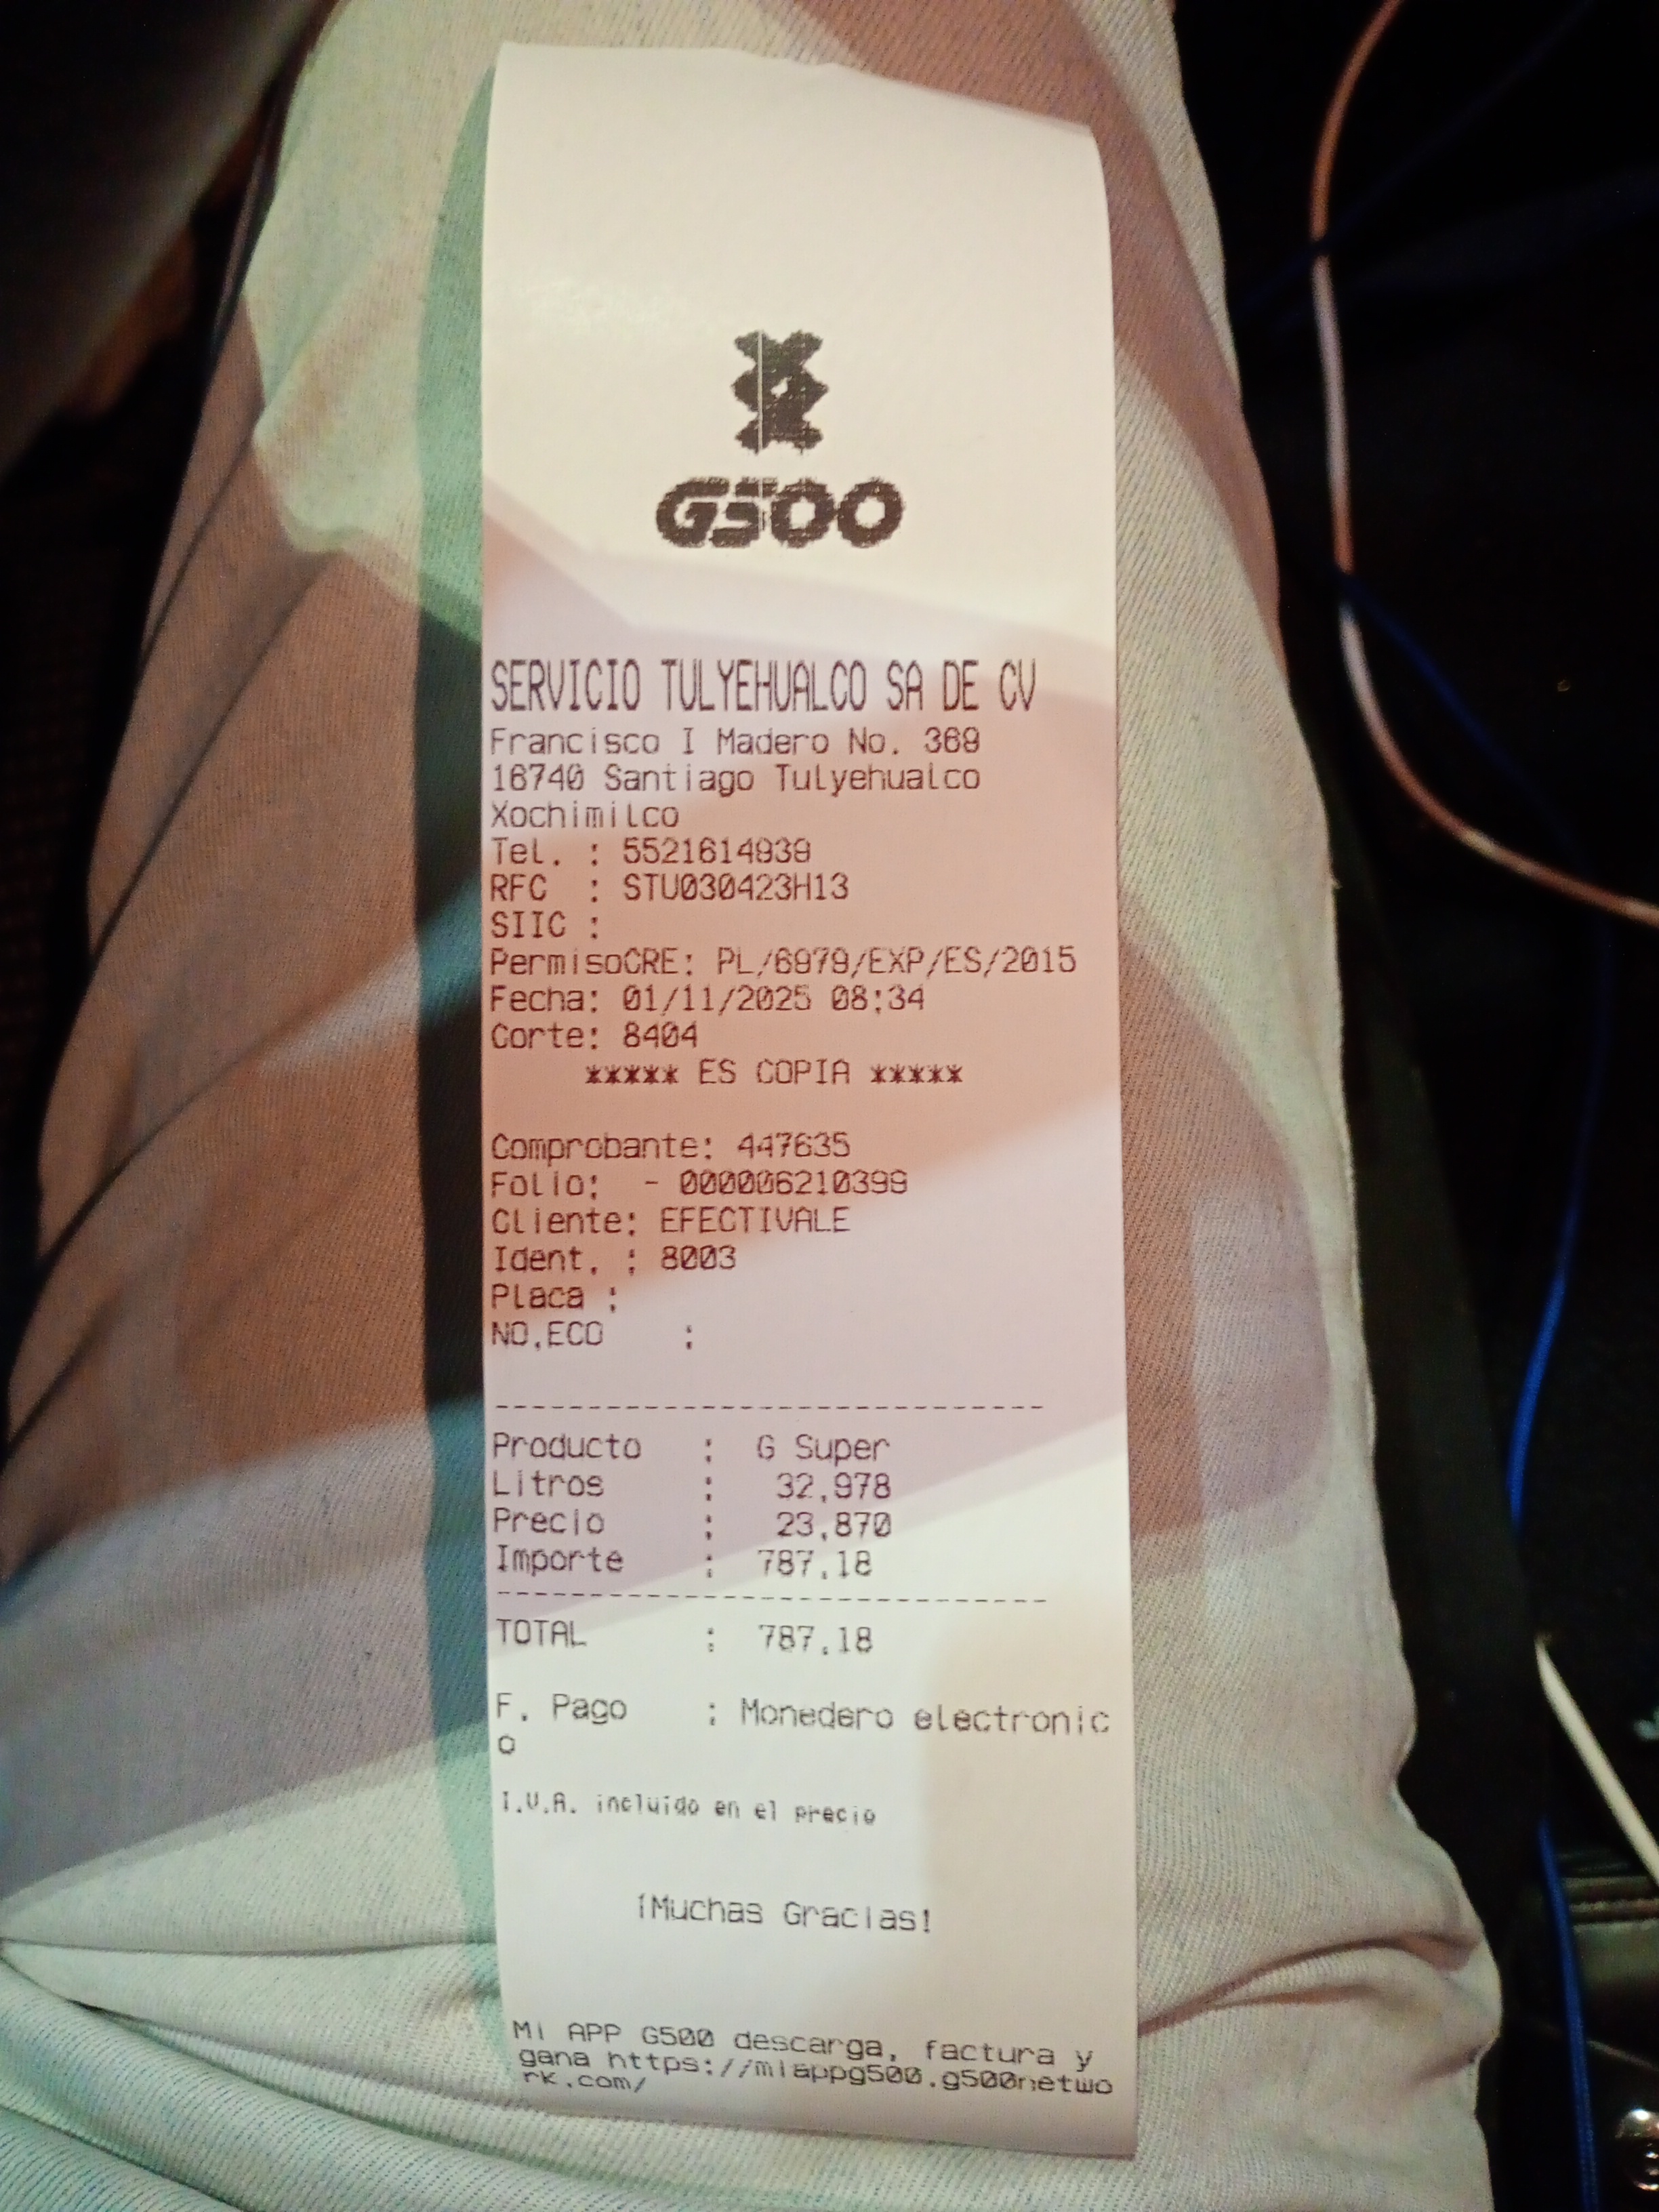 G500
SERVICIO TULYEHUALCO SA DE CV
Francisco I Madero No. 369
16740 Santiago Tulyehualco
Xochimilco
Tel. : 5521614939
RFC : STU030423H13
SIIC :
PermisoCRE: PL/6979/EXP/ES/2015
Fecha: 01/11/2025 08:34
Corte: 8404
***** ES COPIA *****
Comprobante: 447635
Folio: - 000006210399
Cliente: EFECTIVALE
Ident. : 8003
Placa :
NO.ECO :
-----------------------------
Producto : G Super
Litros : 32.978
Precio : 23.870
Importe : 787.18
-----------------------------
TOTAL : 787.18
F. Pago : Monedero electronic
o
I.V.A. incluido en el precio
¡Muchas Gracias!
Mi APP G500 descarga, factura y
gana https://miappg500.g500netwo
rk.com/